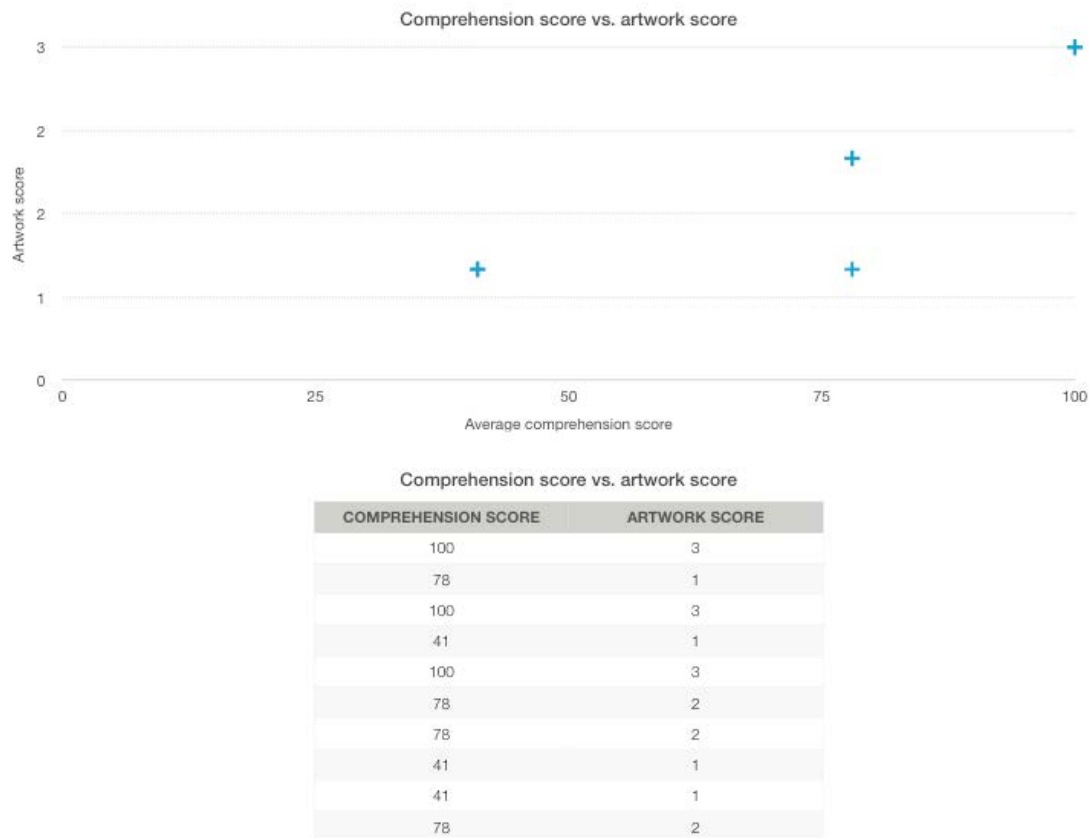 Comprehension score vs. artwork score
3
2
2
1
0
Artwork score
0 25 50 75 100
Average comprehension score
Comprehension score vs. artwork score
COMPREHENSION SCORE ARTWORK SCORE
100 3
78 1
100 3
41 1
100 3
78 2
78 2
41 1
41 1
78 2